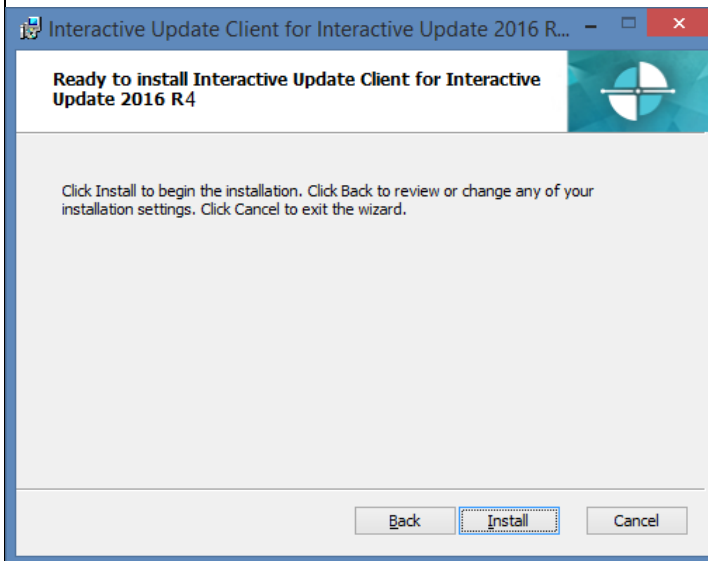 Interactive Update Client for Interactive Update 2016 R...
Ready to install Interactive Update Client for Interactive
Update 2016 R4
Click Install to begin the installation. Click Back to review or change any of your
installation settings. Click Cancel to exit the wizard.
Back Install Cancel